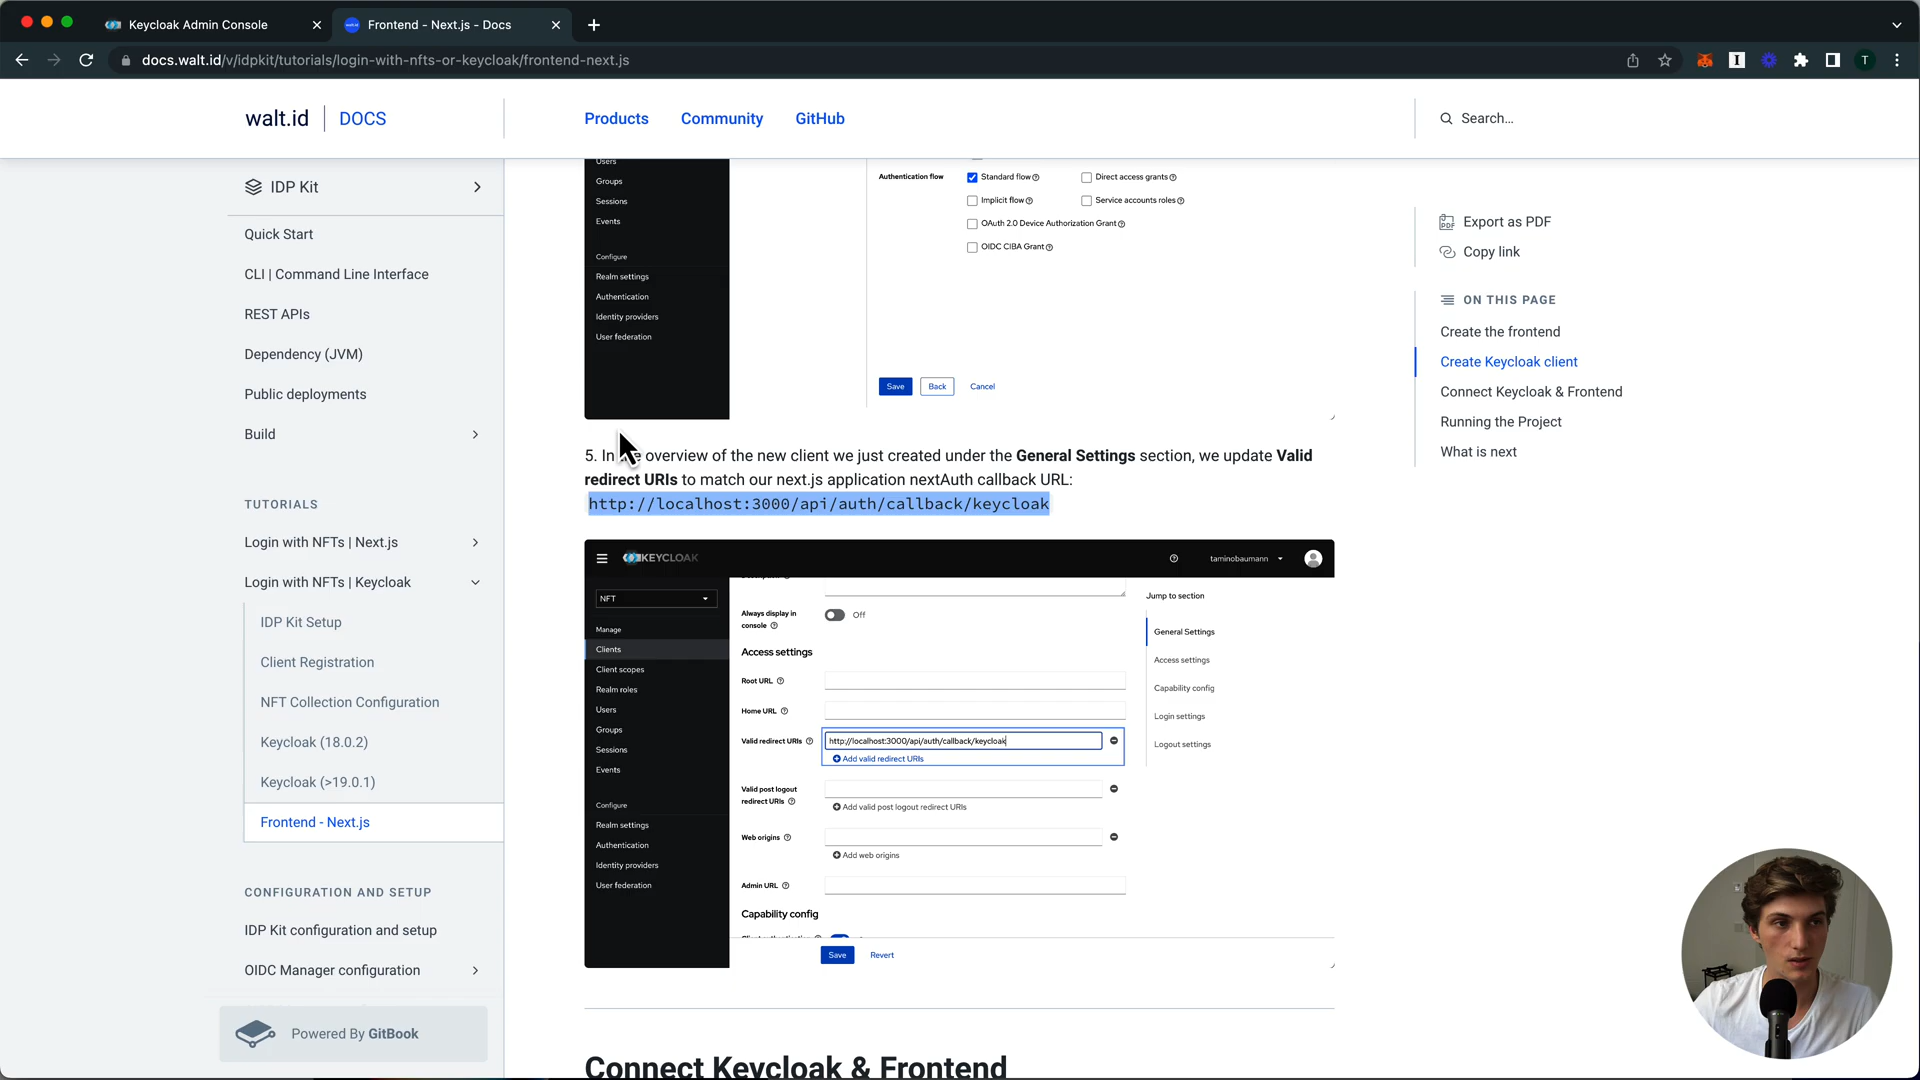 Keycloak Admin Console
Frontend - Next.js - Docs
docs.walt.id/v/idpkit/tutorials/login-with-nfts-or-keycloak/frontend-next.js
T
walt.id
DOCS
Products
Community
GitHub
Search...
IDP Kit
Quick Start
CLI | Command Line Interface
REST APIs
Dependency (JVM)
Public deployments
Build
TUTORIALS
Login with NFTs | Next.js
Login with NFTs | Keycloak
IDP Kit Setup
Client Registration
NFT Collection Configuration
Keycloak (18.0.2)
Keycloak (>19.0.1)
Frontend - Next.js
CONFIGURATION AND SETUP
IDP Kit configuration and setup
OIDC Manager configuration
Powered By GitBook
Users
Groups
Sessions
Events
Configure
Realm settings
Authentication
Identity providers
User federation
Authentication flow
Standard flow
Direct access grants
Implicit flow
Service accounts roles
OAuth 2.0 Device Authorization Grant
OIDC CIBA Grant
Save
Back
Cancel
5. In overview of the new client we just created under the General Settings section, we update Valid
redirect URIs to match our next.js application nextAuth callback URL:
http://localhost:3000/api/auth/callback/keycloak
KEYCLOAK
taminobaumann
NFT
Manage
Clients
Client scopes
Realm roles
Users
Groups
Sessions
Events
Configure
Realm settings
Authentication
Identity providers
User federation
Always display in
console
Off
Access settings
Root URL
Home URL
Valid redirect URIs
http://localhost:3000/api/auth/callback/keycloak
Add valid redirect URIs
Valid post logout
redirect URIs
Add valid post logout redirect URIs
Web origins
Add web origins
Admin URL
Capability config
Save
Revert
Jump to section
General Settings
Access settings
Capability config
Login settings
Logout settings
Connect Keycloak & Frontend
Export as PDF
Copy link
ON THIS PAGE
Create the frontend
Create Keycloak client
Connect Keycloak & Frontend
Running the Project
What is next